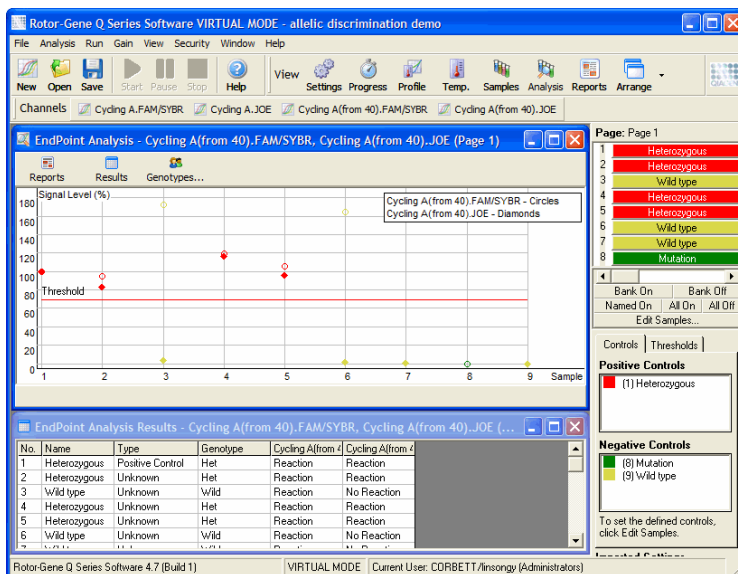 Rotor-Gene Q Series Software VIRTUAL MODE - allelic discrimination demo
File Analysis Run Gain View Security Window Help
New Open Save Start Pause Stop Help View Settings Progress Profile Temp. Samples Analysis Reports Arrange
Channels Cycling A.FAM/SYBR Cycling A.JOE Cycling A(from 40).FAM/SYBR Cycling A(from 40).JOE
EndPoint Analysis - Cycling A(from 40).FAM/SYBR, Cycling A(from 40).JOE (Page 1)
Reports Results Genotypes...
Signal Level (%)
Cycling A(from 40).FAM/SYBR - Circles
Cycling A(from 40).JOE - Diamonds
180
160
140
120
100
80
Threshold
60
40
20
0
1 2 3 4 5 6 7 8 9 Sample
EndPoint Analysis Results - Cycling A(from 40).FAM/SYBR, Cycling A(from 40).JOE (...
No. Name Type Genotype Cycling A(from 4 Cycling A(from 4
1 Heterozygous Positive Control Het Reaction Reaction
2 Heterozygous Unknown Het Reaction Reaction
3 Wild type Unknown Wild Reaction No Reaction
4 Heterozygous Unknown Het Reaction Reaction
5 Heterozygous Unknown Het Reaction Reaction
6 Wild type Unknown Wild Reaction No Reaction
Page: Page 1
1 Heterozygous
2 Heterozygous
3 Wild type
4 Heterozygous
5 Heterozygous
6 Wild type
7 Wild type
8 Mutation
Bank On Bank Off
Named On All On All Off
Edit Samples...
Controls Thresholds
Positive Controls
(1) Heterozygous
Negative Controls
(8) Mutation
(9) Wild type
To set the defined controls,
click Edit Samples.
Imported Settings
Rotor-Gene Q Series Software 4.7 (Build 1) VIRTUAL MODE Current User: CORBETT/linsongy (Administrators)